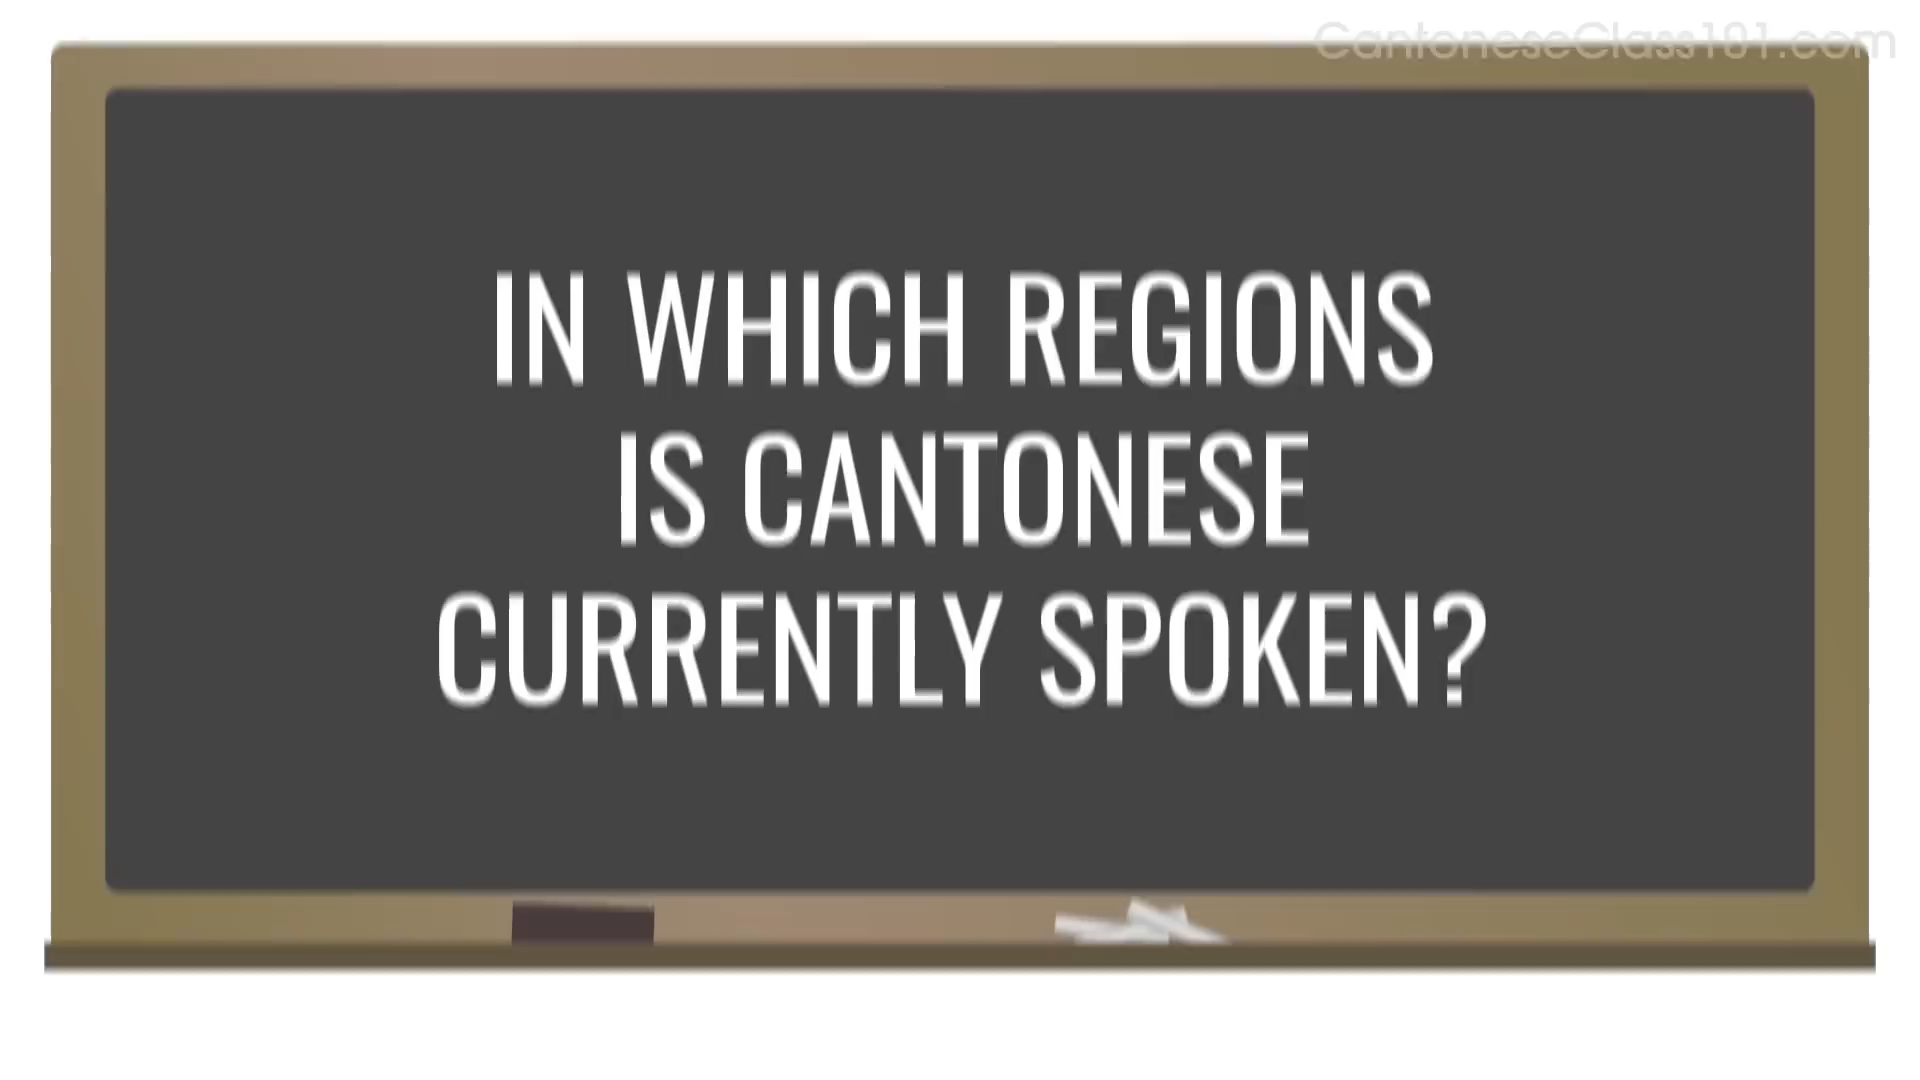 CantoneseClass101.com
IN WHICH REGIONS
IS CANTONESE
CURRENTLY SPOKEN?